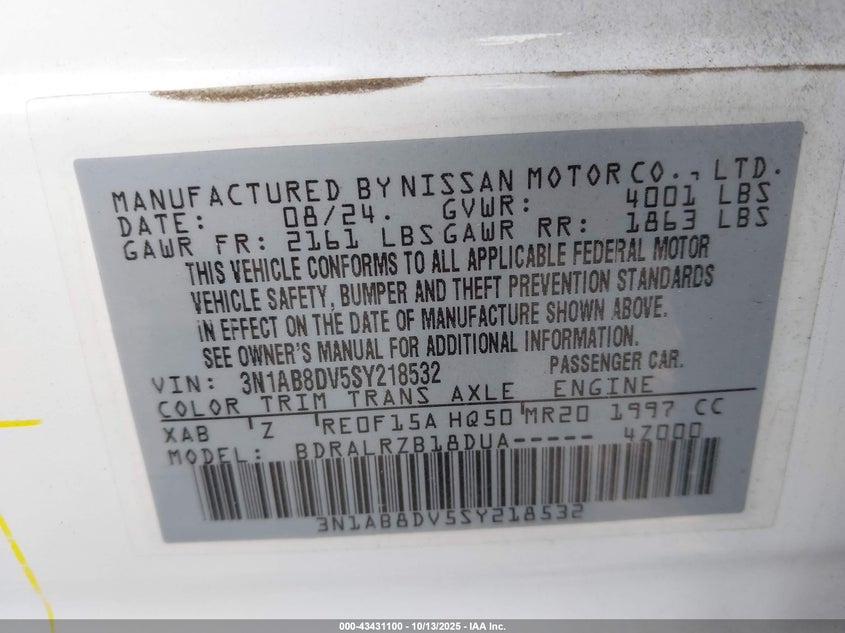 MANUFACTURED BY NISSAN MOTOR CO., LTD.
DATE: 08/24. GVWR: 4001 LBS
GAWR FR: 2161 LBS GAWR RR: 1863 LBS
THIS VEHICLE CONFORMS TO ALL APPLICABLE FEDERAL MOTOR
VEHICLE SAFETY, BUMPER AND THEFT PREVENTION STANDARDS
IN EFFECT ON THE DATE OF MANUFACTURE SHOWN ABOVE.
SEE OWNER'S MANUAL FOR ADDITIONAL INFORMATION.
VIN: 3N1AB8DV5SY218532 PASSENGER CAR.
COLOR TRIM TRANS AXLE ENGINE
XAB Z RE0F15A HQ50 MR20 1997 CC
MODEL: BDRALRZB18DUA----- 4Z000
3N1AB8DV5SY218532
000-43431100 - 10/13/2025 - IAA Inc.